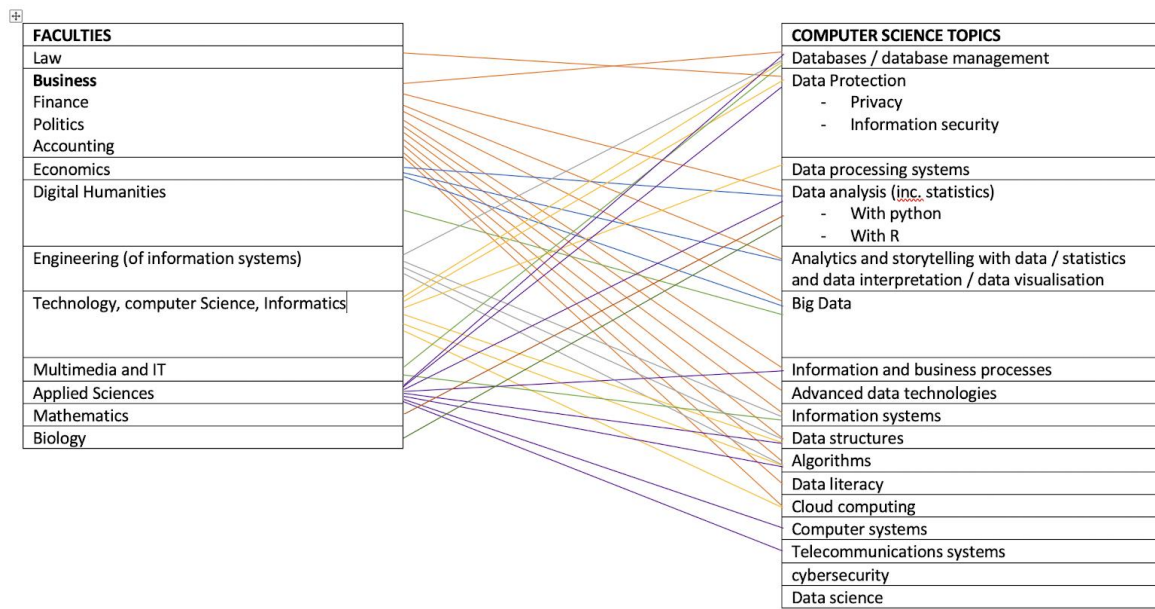 FACULTIES
Law
Business
Finance
Politics
Accounting
Economics
Digital Humanities
Engineering (of information systems)
Technology, computer Science, Informatics
Multimedia and IT
Applied Sciences
Mathematics
Biology
COMPUTER SCIENCE TOPICS
Databases / database management
Data Protection
- Privacy
- Information security
Data processing systems
Data analysis (inc. statistics)
- With python
- With R
Analytics and storytelling with data / statistics
and data interpretation / data visualisation
Big Data
Information and business processes
Advanced data technologies
Information systems
Data structures
Algorithms
Data literacy
Cloud computing
Computer systems
Telecommunications systems
cybersecurity
Data science